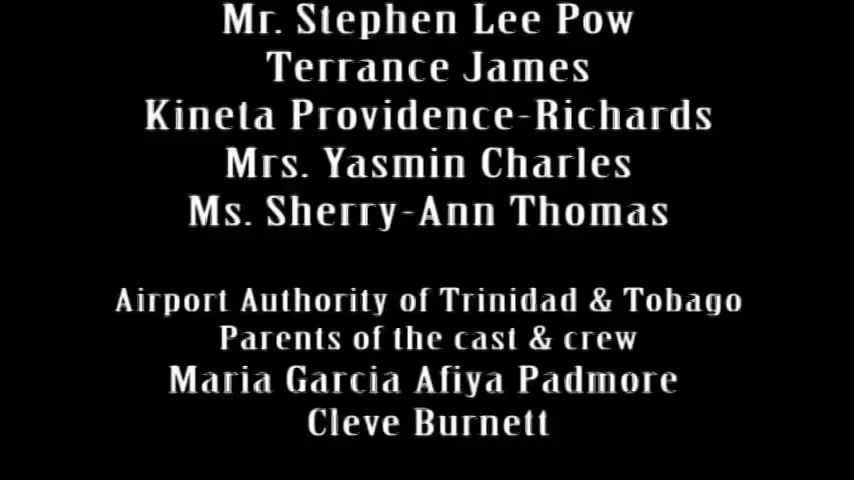 Mr. Stephen Lee Pow
Terrance James
Kineta Providence-Richards
Mrs. Yasmin Charles
Ms. Sherry-Ann Thomas
Airport Authority of Trinidad & Tobago
Parents of the cast & crew
Maria Garcia Afiya Padmore
Cleve Burnett